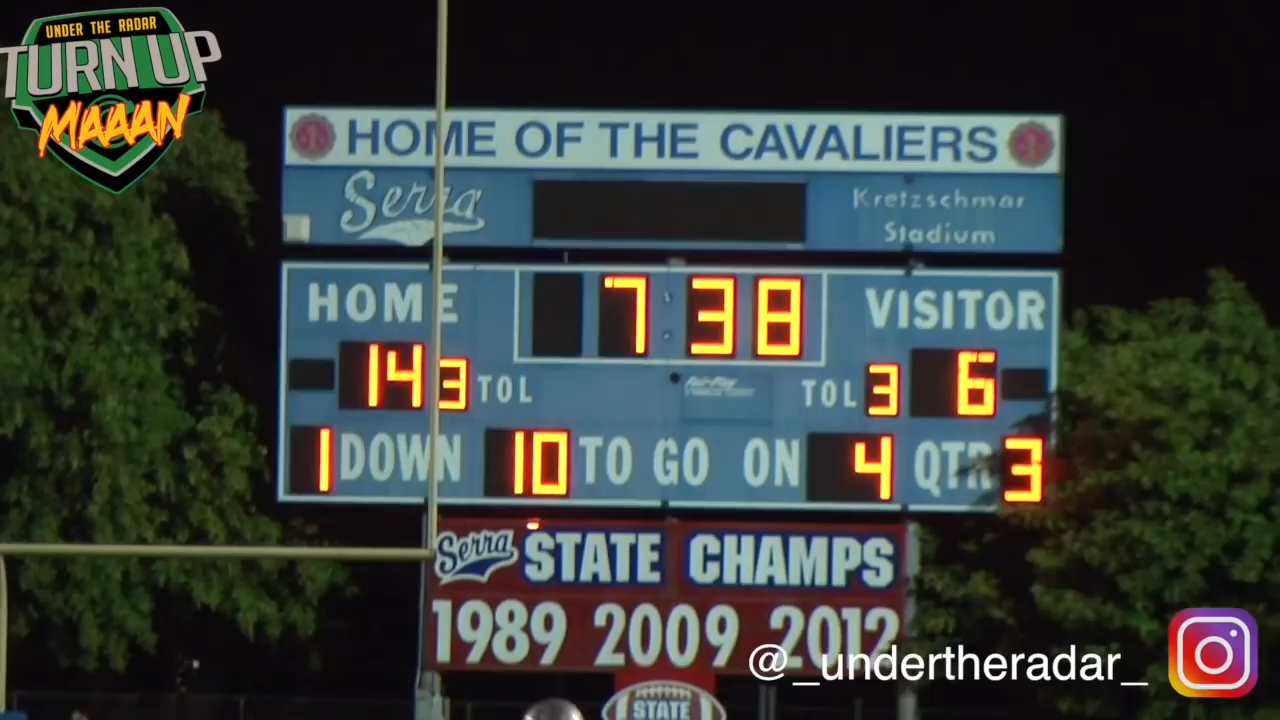 UNDER THE RADAR
TURN UP
MAAAN
HOME OF THE CAVALIERS
Serra
Kretzschmar
Stadium
HOME 7:38 VISITOR
14 3 TOL TOL 3 6
Fair-Play
1 DOWN 10 TO GO ON 4 QTR 3
Serra STATE CHAMPS
1989 2009 2012
@_undertheradar_
STATE